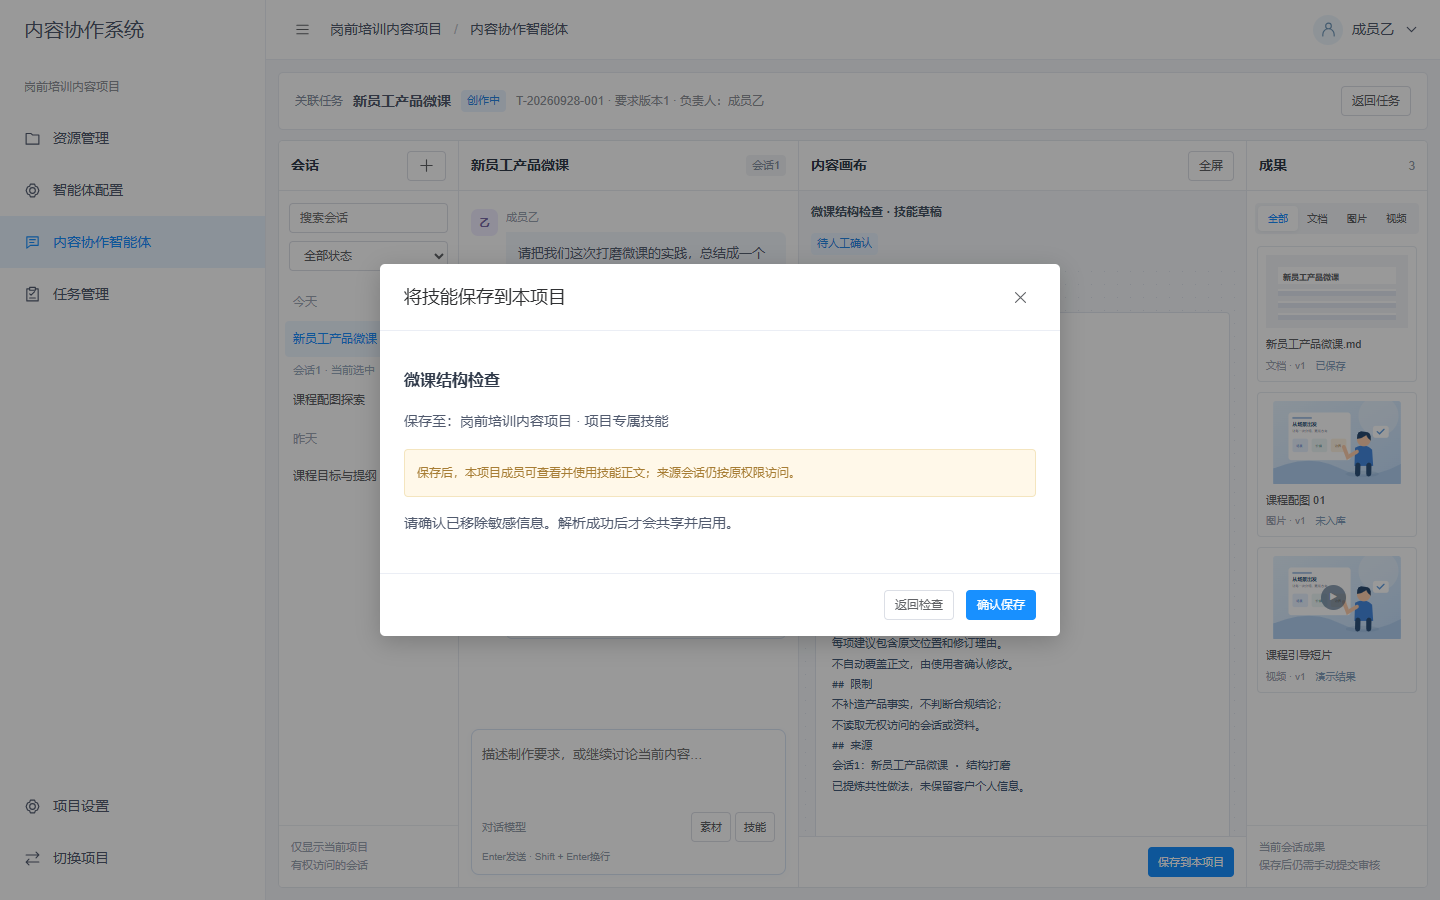 内容协作系统
岗前培训内容项目
资源管理
智能体配置
内容协作智能体
任务管理
项目设置
切换项目
岗前培训内容项目 / 内容协作智能体
成员乙
关联任务 新员工产品微课 创作中 T-20260928-001 · 要求版本1 · 负责人：成员乙
返回任务
会话
搜索会话
全部状态
今天
新员工产品微课
会话1 · 当前选中
课程配图探索
昨天
课程目标与提纲
仅显示当前项目
有权访问的会话
新员工产品微课 会话1
乙 成员乙
请把我们这次打磨微课的实践，总结成一个
描述制作要求，或继续讨论当前内容...
对话模型 素材 技能
Enter发送 · Shift + Enter换行
内容画布 全屏
微课结构检查 · 技能草稿
待人工确认
将技能保存到本项目
微课结构检查
保存至：岗前培训内容项目 · 项目专属技能
保存后，本项目成员可查看并使用技能正文；来源会话仍按原权限访问。
请确认已移除敏感信息。解析成功后才会共享并启用。
返回检查 确认保存
每项建议包含原文位置和修订理由。
不自动覆盖正文，由使用者确认修改。
## 限制
不补造产品事实，不判断合规结论；
不读取无权访问的会话或资料。
## 来源
会话1：新员工产品微课 · 结构打磨
已提炼共性做法，未保留客户个人信息。
保存到本项目
成果 3
全部 文档 图片 视频
新员工产品微课
新员工产品微课.md
文档 · v1 已保存
从场景出发
课程配图 01
图片 · v1 未入库
从场景出发
课程引导短片
视频 · v1 演示结果
当前会话成果
保存后仍需手动提交审核